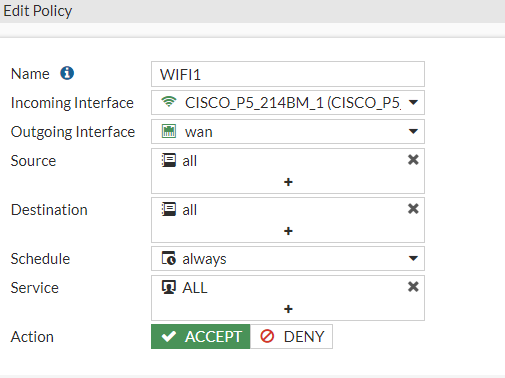 Edit Policy
Name WIFI1
Incoming Interface CISCO_P5_214BM_1 (CISCO_P5_
Outgoing Interface wan
Source all
+
Destination all
+
Schedule always
Service ALL
+
Action ACCEPT DENY